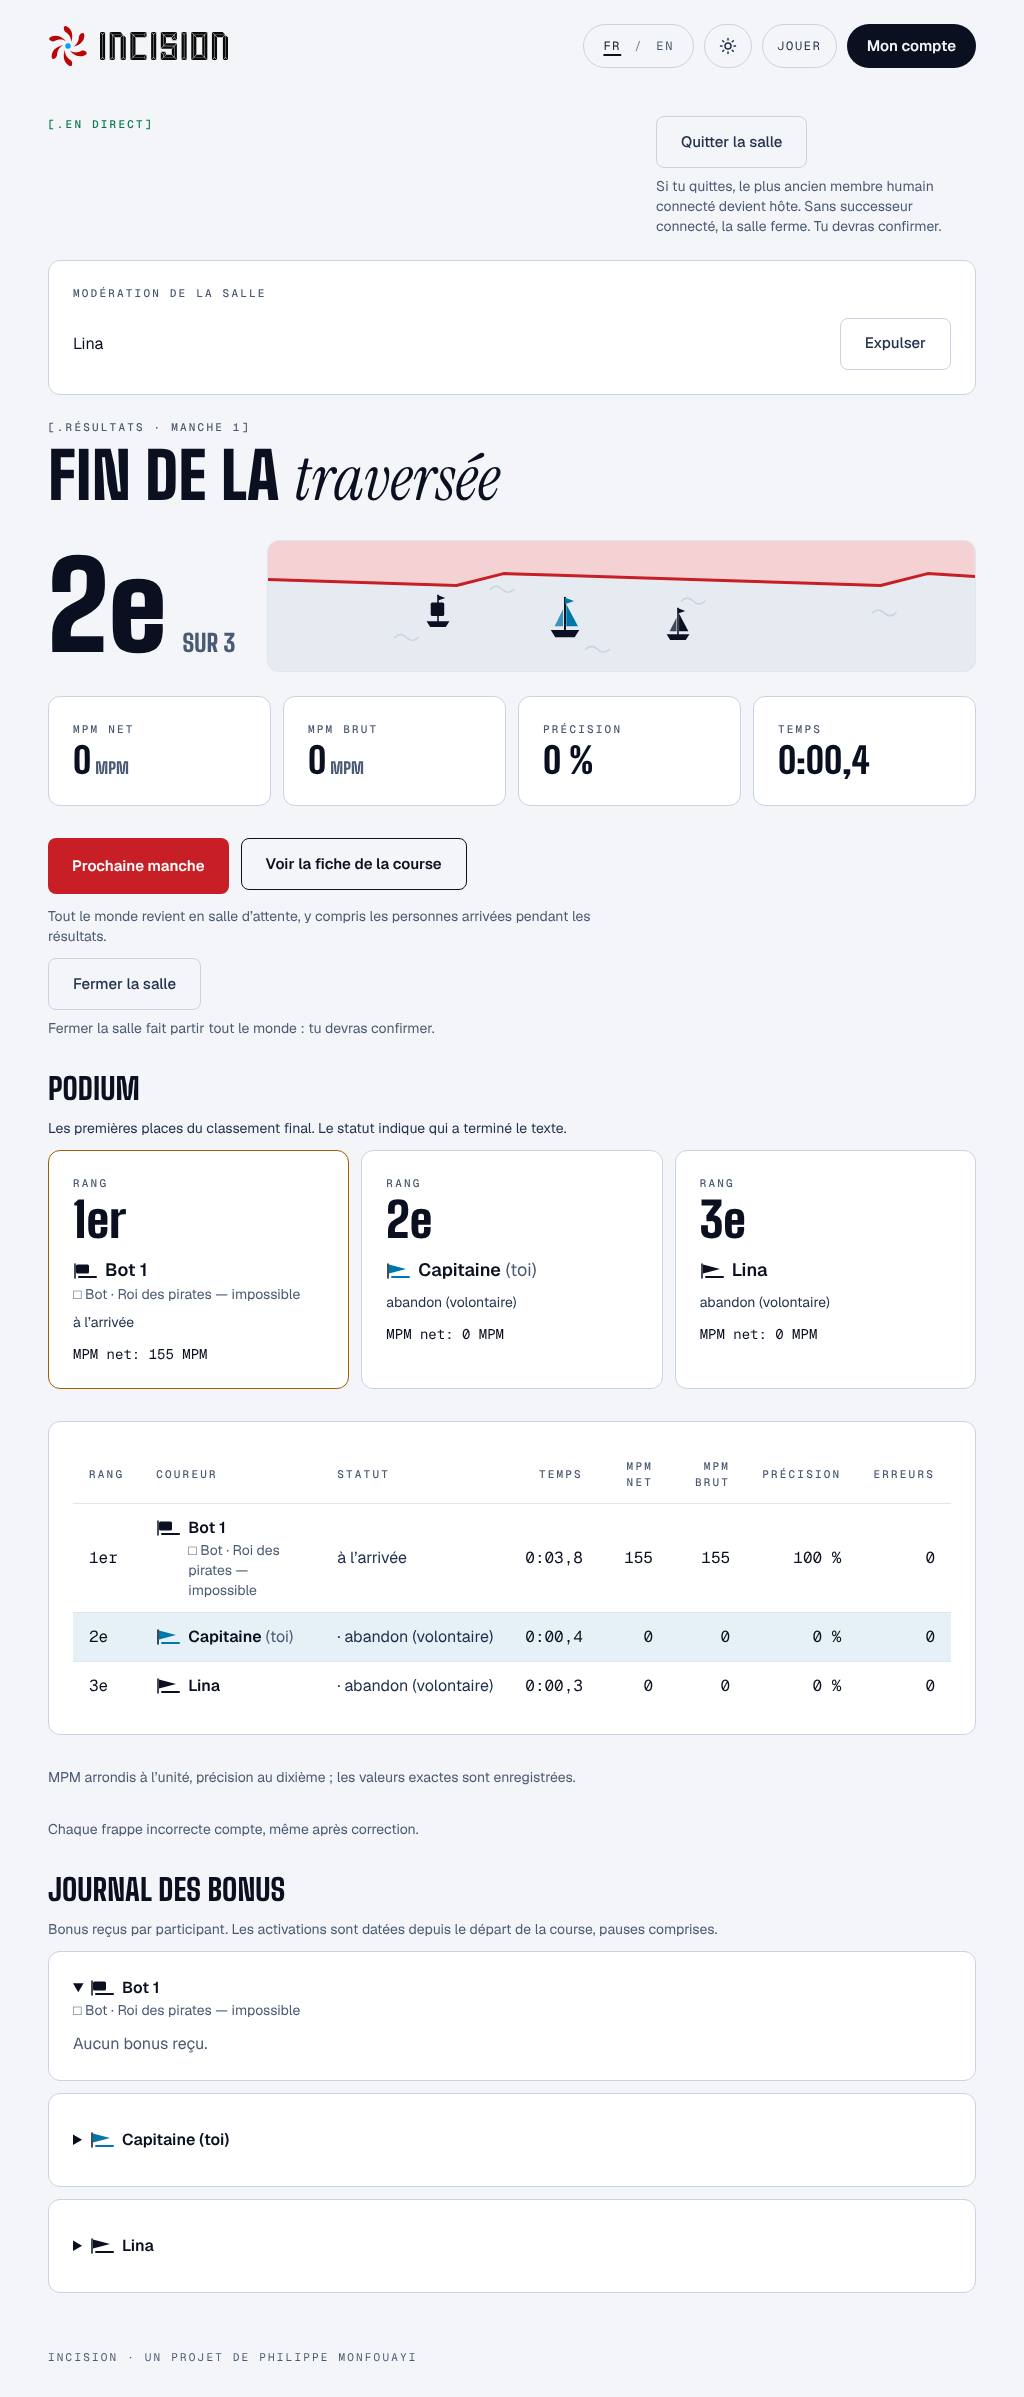 INCISION
FR / EN
JOUER
Mon compte
[.EN DIRECT]
Quitter la salle
Si tu quittes, le plus ancien membre humain
connecté devient hôte. Sans successeur
connecté, la salle ferme. Tu devras confirmer.
MODÉRATION DE LA SALLE
Lina
Expulser
[.RÉSULTATS · MANCHE 1]
FIN DE LA traversée
2e SUR 3
MPM NET
0 MPM
MPM BRUT
0 MPM
PRÉCISION
0 %
TEMPS
0:00,4
Prochaine manche
Voir la fiche de la course
Tout le monde revient en salle d’attente, y compris les personnes arrivées pendant les
résultats.
Fermer la salle
Fermer la salle fait partir tout le monde : tu devras confirmer.
PODIUM
Les premières places du classement final. Le statut indique qui a terminé le texte.
RANG
1er
Bot 1
□ Bot · Roi des pirates — impossible
à l’arrivée
MPM net: 155 MPM
RANG
2e
Capitaine (toi)
abandon (volontaire)
MPM net: 0 MPM
RANG
3e
Lina
abandon (volontaire)
MPM net: 0 MPM
RANG COUREUR STATUT TEMPS MPM NET MPM BRUT PRÉCISION ERREURS
1er Bot 1 □ Bot · Roi des pirates — impossible à l’arrivée 0:03,8 155 155 100 % 0
2e Capitaine (toi) · abandon (volontaire) 0:00,4 0 0 0 % 0
3e Lina · abandon (volontaire) 0:00,3 0 0 0 % 0
MPM arrondis à l’unité, précision au dixième ; les valeurs exactes sont enregistrées.
Chaque frappe incorrecte compte, même après correction.
JOURNAL DES BONUS
Bonus reçus par participant. Les activations sont datées depuis le départ de la course, pauses comprises.
Bot 1
□ Bot · Roi des pirates — impossible
Aucun bonus reçu.
Capitaine (toi)
Lina
INCISION · UN PROJET DE PHILIPPE MONFOUAYI